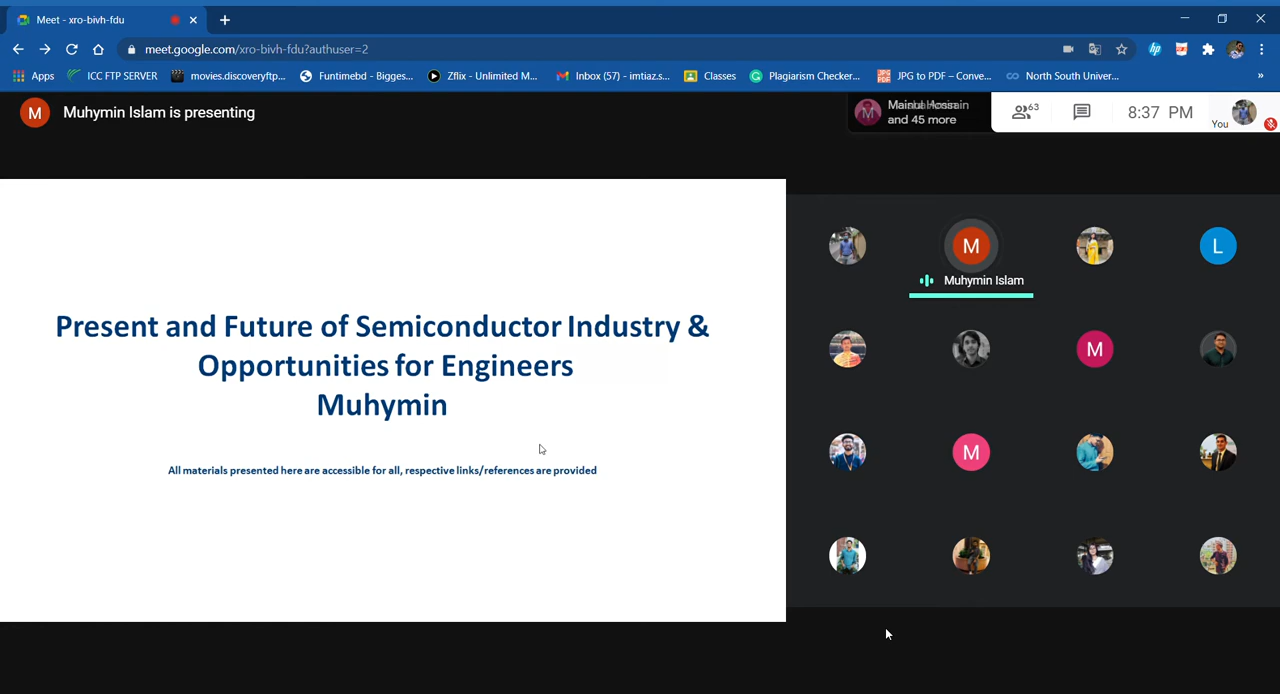 Meet - xro-bivh-fdu
meet.google.com/xro-bivh-fdu?authuser=2
Apps
ICC FTP SERVER
movies.discoveryftp...
Funtimebd - Bigges...
Zflix - Unlimited M...
Inbox (57) - imtiaz.s...
Classes
Plagiarism Checker...
JPG to PDF – Conve...
North South Univer...
»
M
Muhymin Islam is presenting
M
and 45 more
63
8:37 PM
You
Present and Future of Semiconductor Industry &
Opportunities for Engineers
Muhymin
All materials presented here are accessible for all, respective links/references are provided
M
Muhymin Islam
L
M
M